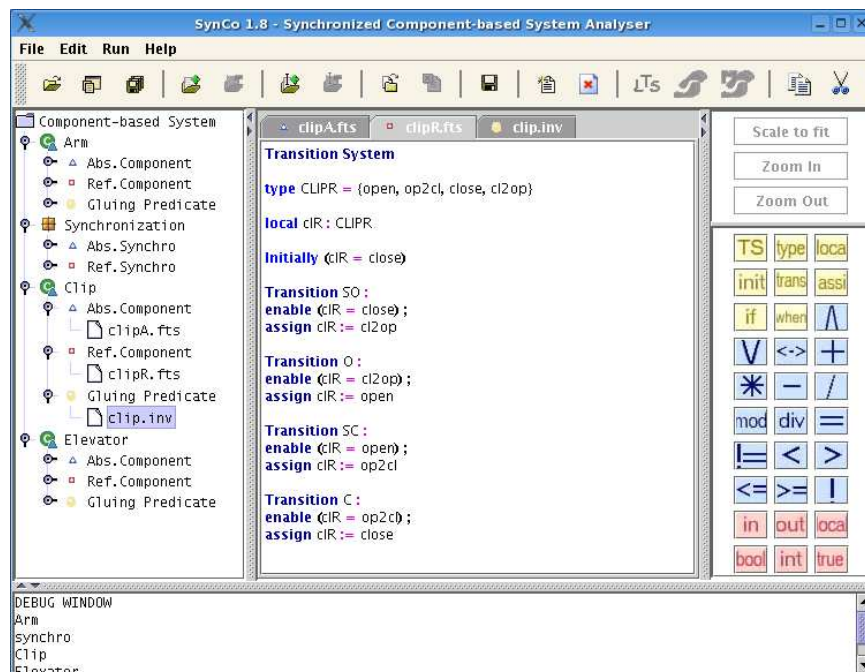 SynCo 1.8 - Synchronized Component-based System Analyser
File Edit Run Help
LTS
Component-based System
Arm
Abs.Component
Ref.Component
Gluing Predicate
Synchronization
Abs.Synchro
Ref.Synchro
Clip
Abs.Component
clipA.fts
Ref.Component
clipR.fts
Gluing Predicate
clip.inv
Elevator
Abs.Component
Ref.Component
Gluing Predicate
clipA.fts clipR.fts clip.inv
Transition System
type CLIPR = {open, op2cl, close, cl2op}
local clR : CLIPR
Initially (clR = close)
Transition SO :
enable (clR = close) ;
assign clR := cl2op
Transition O :
enable (clR = cl2op) ;
assign clR := open
Transition SC :
enable (clR = open) ;
assign clR := op2cl
Transition C :
enable (clR = op2cl) ;
assign clR := close
Scale to fit
Zoom In
Zoom Out
TS type loca
init trans assi
if when /\
V <-> +
* - /
mod div =
!= < >
<= >= !
in out local
bool int true
DEBUG WINDOW
Arm
synchro
Clip
Elevator